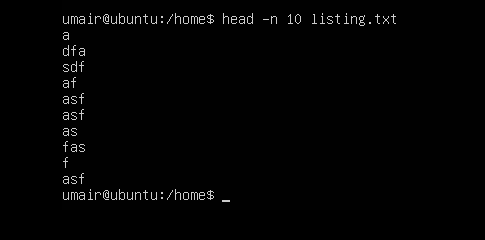 umair@ubuntu:/home$ head -n 10 listing.txt
a
dfa
sdf
af
asf
asf
as
fas
f
asf
umair@ubuntu:/home$ _